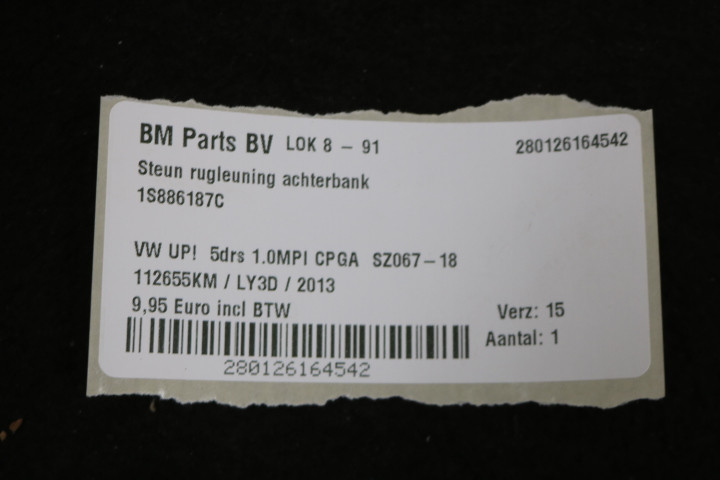 BM Parts BV LOK 8 - 91 280126164542
Steun rugleuning achterbank
1S886187C
VW UP! 5drs 1.0MPI CPGA SZ067-18
112655KM / LY3D / 2013
9,95 Euro incl BTW Verz: 15
Aantal: 1
280126164542